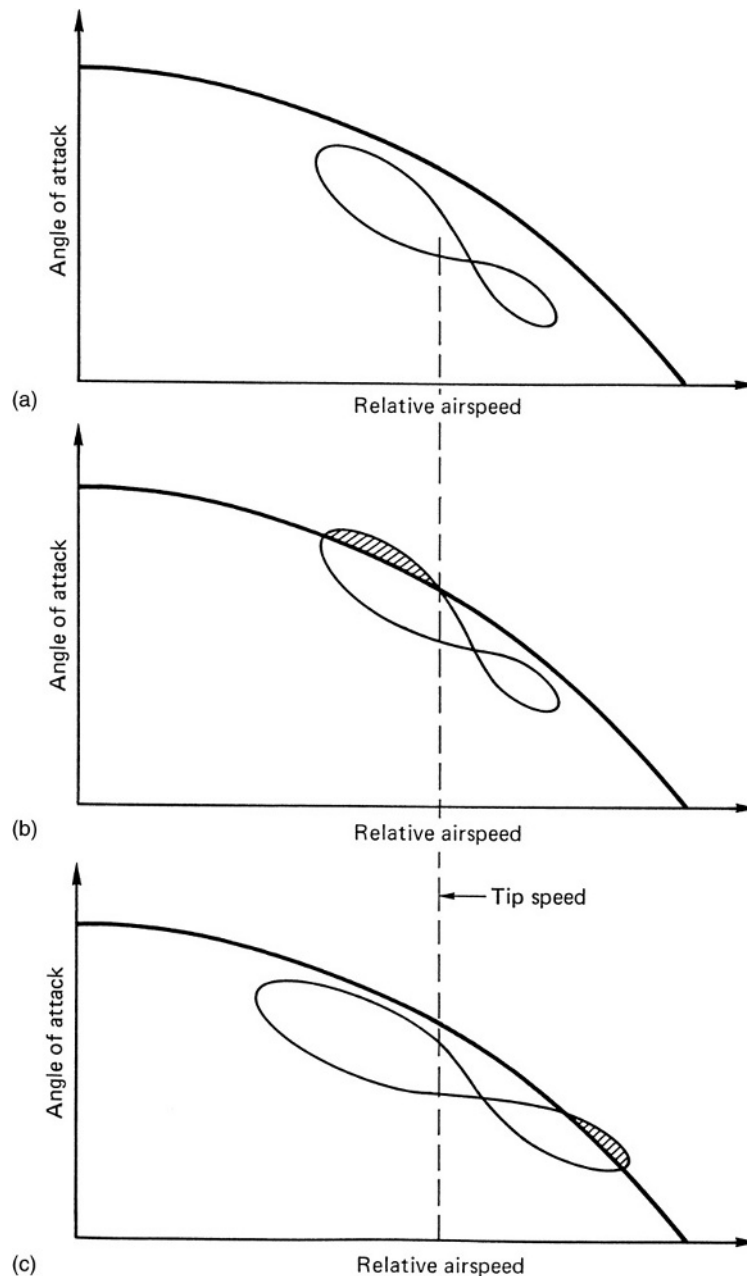 Angle of attack
(a)
Relative airspeed
Angle of attack
(b)
Relative airspeed
Tip speed
Angle of attack
(c)
Relative airspeed